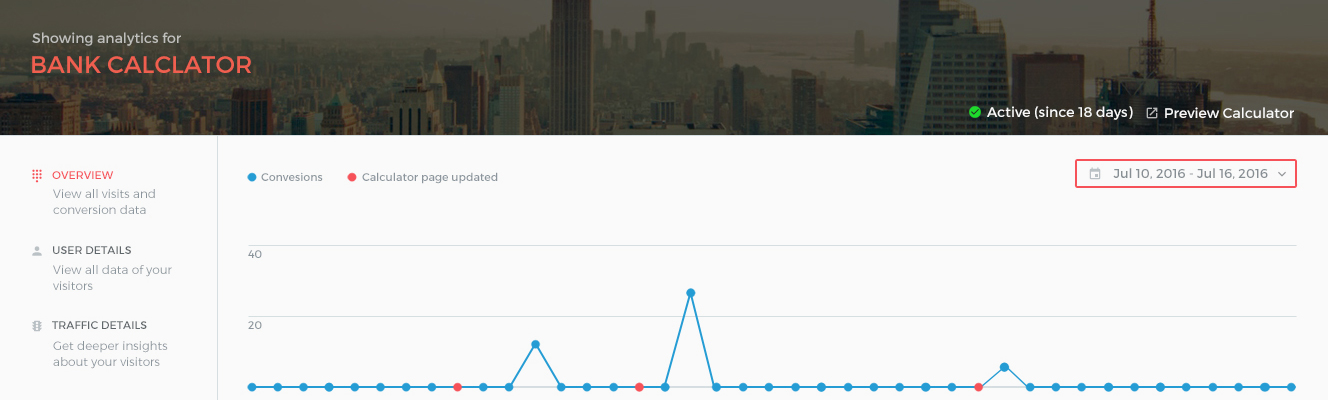 Showing analytics for
BANK CALCLATOR
Active (since 18 days)
Preview Calculator
OVERVIEW
View all visits and
conversion data
USER DETAILS
View all data of your
visitors
TRAFFIC DETAILS
Get deeper insights
about your visitors
Convesions
Calculator page updated
Jul 10, 2016 - Jul 16, 2016
40
20